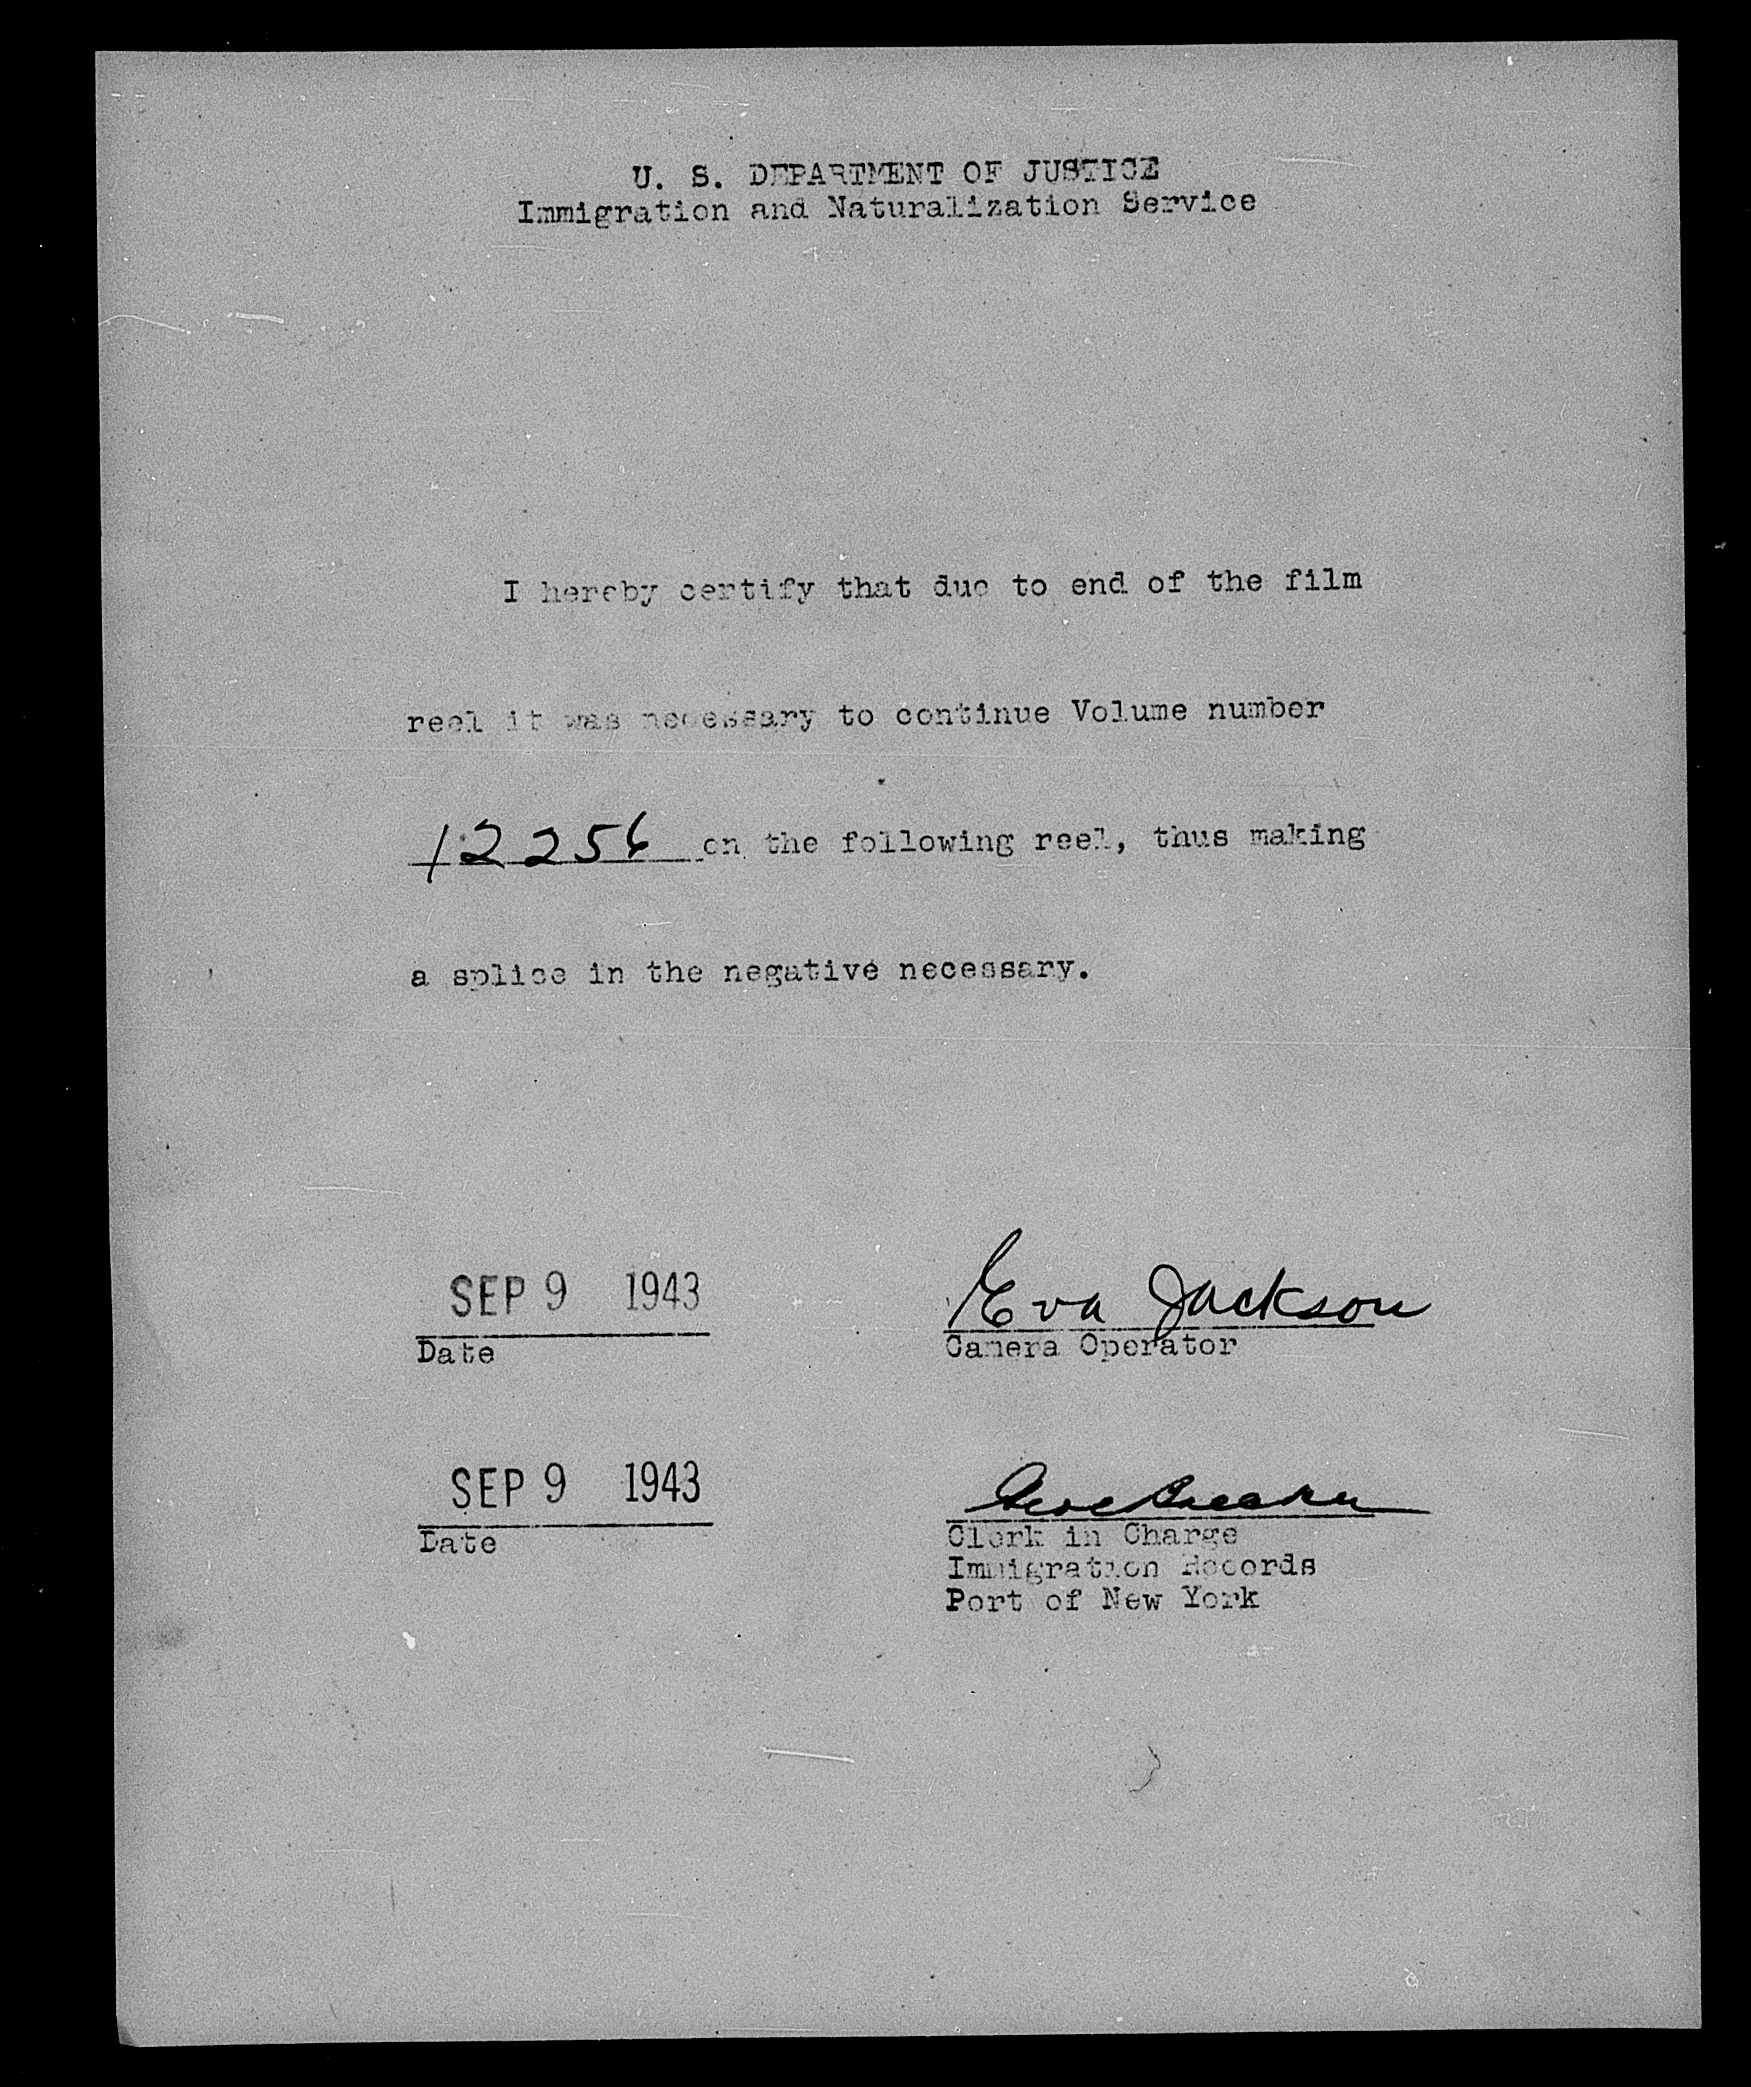 U. S. DEPARTMENT OF JUSTICE
Immigration and Naturalization Service
I hereby certify that due to end of the film
reel it was necessary to continue Volume number
12256 on the following reel, thus making
a splice in the negative necessary.
SEP 9 1943
Eva Jackson
Date
Camera Operator
SEP 9 1943
Date
Clerk in Charge
Immigration Records
Port of New York